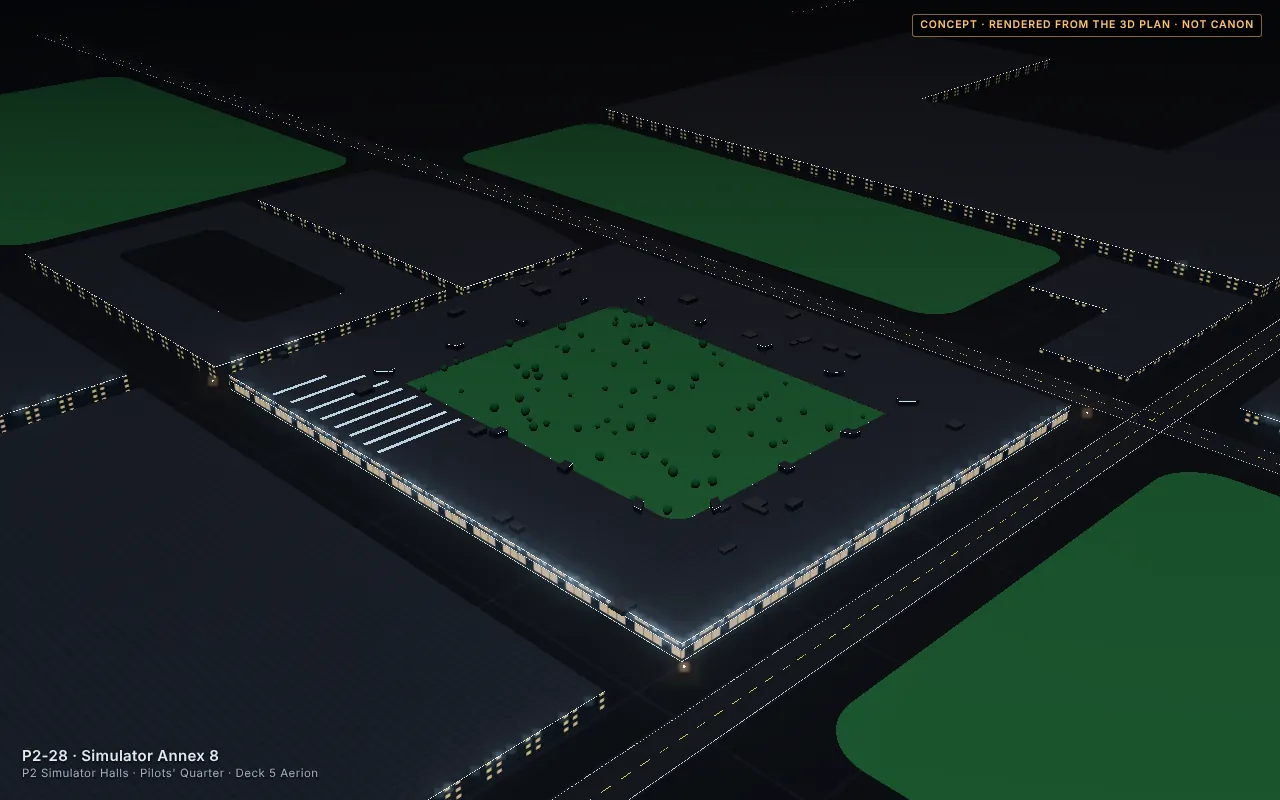 CONCEPT · RENDERED FROM THE 3D PLAN · NOT CANON
P2-28 · Simulator Annex 8
P2 Simulator Halls · Pilots' Quarter · Deck 5 Aerion